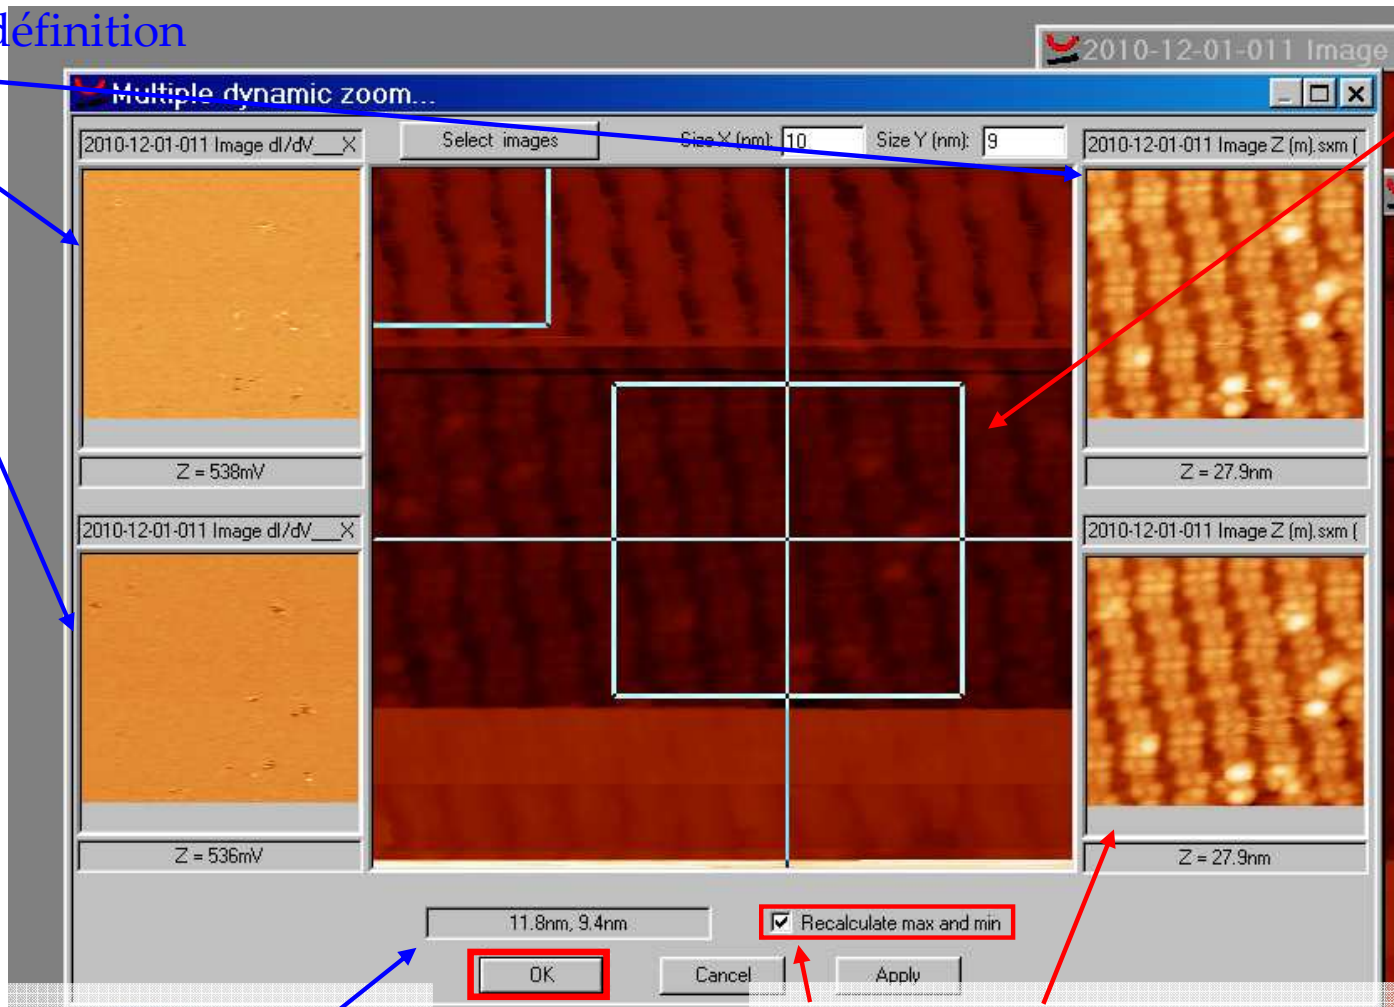 définition
2010-12-01-011 Image
Multiple dynamic zoom...
2010-12-01-011 Image dI/dV___X
Select images
Size X (nm): 10
Size Y (nm): 9
2010-12-01-011 Image Z (m).sxm (
Z = 538mV
Z = 27.9nm
2010-12-01-011 Image dI/dV___X
2010-12-01-011 Image Z (m).sxm (
Z = 536mV
Z = 27.9nm
11.8nm, 9.4nm
Recalculate max and min
OK
Cancel
Apply